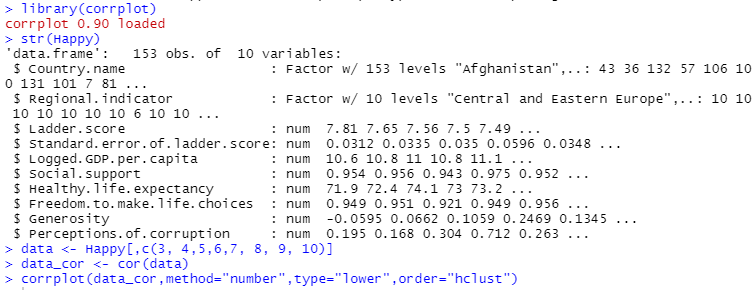 > library(corrplot)
corrplot 0.90 loaded
> str(Happy)
'data.frame':   153 obs. of  10 variables:
 $ Country.name                : Factor w/ 153 levels "Afghanistan",..: 43 36 132 57 106 10
0 131 101 7 81 ...
 $ Regional.indicator          : Factor w/ 10 levels "Central and Eastern Europe",..: 10 10
10 10 10 10 6 10 10 ...
 $ Ladder.score                : num  7.81 7.65 7.56 7.5 7.49 ...
 $ Standard.error.of.ladder.score: num  0.0312 0.0335 0.035 0.0596 0.0348 ...
 $ Logged.GDP.per.capita       : num  10.6 10.8 11 10.8 11.1 ...
 $ Social.support              : num  0.954 0.956 0.943 0.975 0.952 ...
 $ Healthy.life.expectancy     : num  71.9 72.4 74.1 73 73.2 ...
 $ Freedom.to.make.life.choices : num  0.949 0.951 0.921 0.949 0.956 ...
 $ Generosity                  : num  -0.0595 0.0662 0.1059 0.2469 0.1345 ...
 $ Perceptions.of.corruption   : num  0.195 0.168 0.304 0.712 0.263 ...
> data <- Happy[,c(3, 4,5,6,7, 8, 9, 10)]
> data_cor <- cor(data)
> corrplot(data_cor,method="number",type="lower",order="hclust")